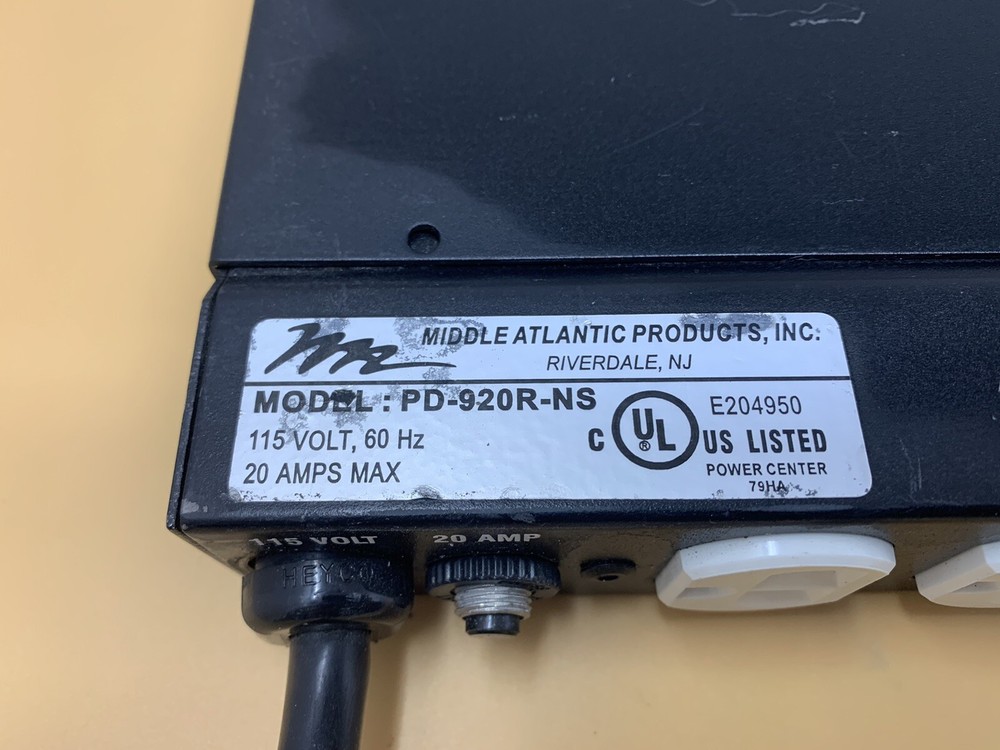 MIDDLE ATLANTIC PRODUCTS, INC.
RIVERDALE, NJ
MODEL : PD-920R-NS
115 VOLT, 60 Hz
20 AMPS MAX
C UL ® US LISTED
E204950
POWER CENTER
79HA
115 VOLT
20 AMP
HEYCO